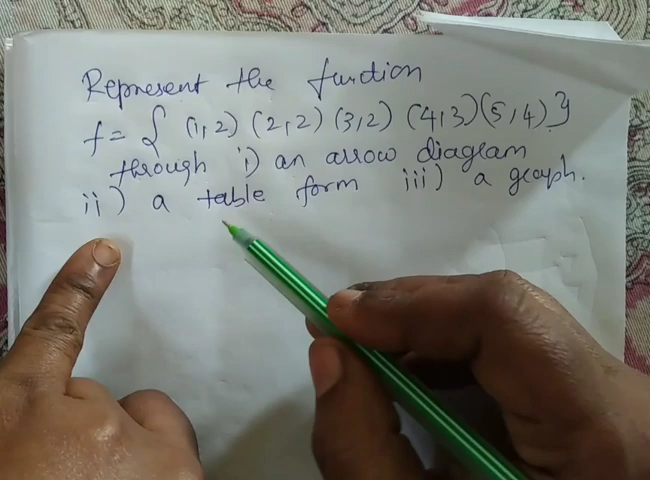 Represent the function
f = { (1,2) (2,2) (3,2) (4,3) (5,4) }
through i) an arrow diagram
ii) a table form iii) a graph.